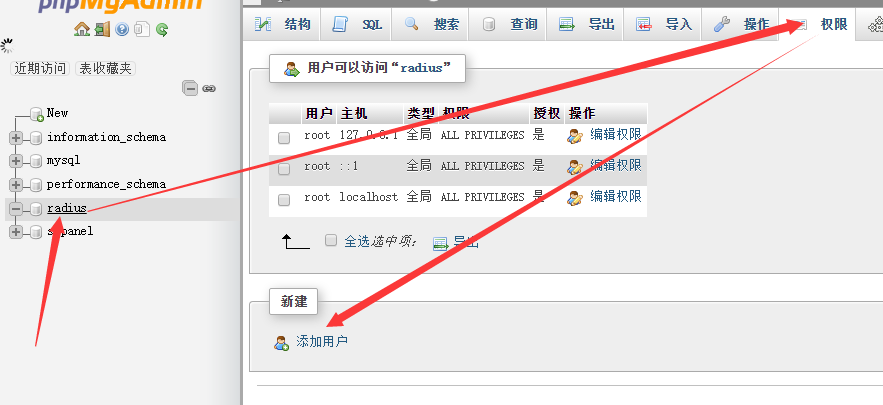 phpMyAdmin
近期访问 表收藏夹
New
information_schema
mysql
performance_schema
radius
结构 SQL 搜索 查询 导出 导入 操作 权限
用户可以访问“radius”
用户 主机 类型 权限 授权 操作
root 127.0.0.1 全局 ALL PRIVILEGES 是 编辑权限
root ::1 全局 ALL PRIVILEGES 是 编辑权限
root localhost 全局 ALL PRIVILEGES 是 编辑权限
全选 选中项: 导出
新建
添加用户